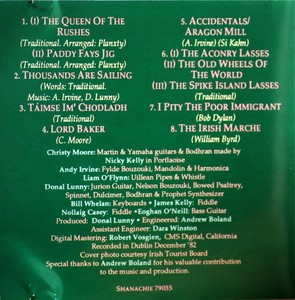 1. (I) THE QUEEN OF THE
RUSHES
(Traditional. Arranged: Planxty)
(II) PADDY FAYS JIG
(Traditional. Arranged: Planxty)
2. THOUSANDS ARE SAILING
(Words: Traditional.
Music: A. Irvine, D. Lunny)
3. TÁIMSE IM' CHODLADH
(Traditional)
4. LORD BAKER
(C. Moore)
5. ACCIDENTALS/
ARAGON MILL
(A. Irvine) (Si Kahn)
6. (I) THE ACONRY LASSES
(II) THE OLD WHEELS OF
THE WORLD
(III) THE SPIKE ISLAND LASSES
(Traditional)
7. I PITY THE POOR IMMIGRANT
(Bob Dylan)
8. THE IRISH MARCHE
(William Byrd)
Christy Moore: Martin & Yamaha guitars & Bodhran made by
Nicky Kelly in Portlaoise
Andy Irvine: Fylde Bouzouki, Mandolin & Harmonica
Liam O'Flynn: Uillean Pipes & Whistle
Donal Lunny: Jurion Guitar, Nelson Bouzouki, Bowed Psaltry,
Spinnet, Dulcimer, Bodhran & Prophet Synthesizer
Bill Whelan: Keyboards • James Kelly: Fiddle
Nollaig Casey: Fiddle • Eoghan O'Neill: Bass Guitar
Produced: Donal Lunny • Engineered: Andrew Boland
Assistant Engineer: Dara Winston
Digital Mastering: Robert Vosgien, CMS Digital, California
Recorded in Dublin December '82
Cover photo courtesy Irish Tourist Board
Special thanks to Andrew Boland for his valuable contribution
to the music and production.
SHANACHIE 79035